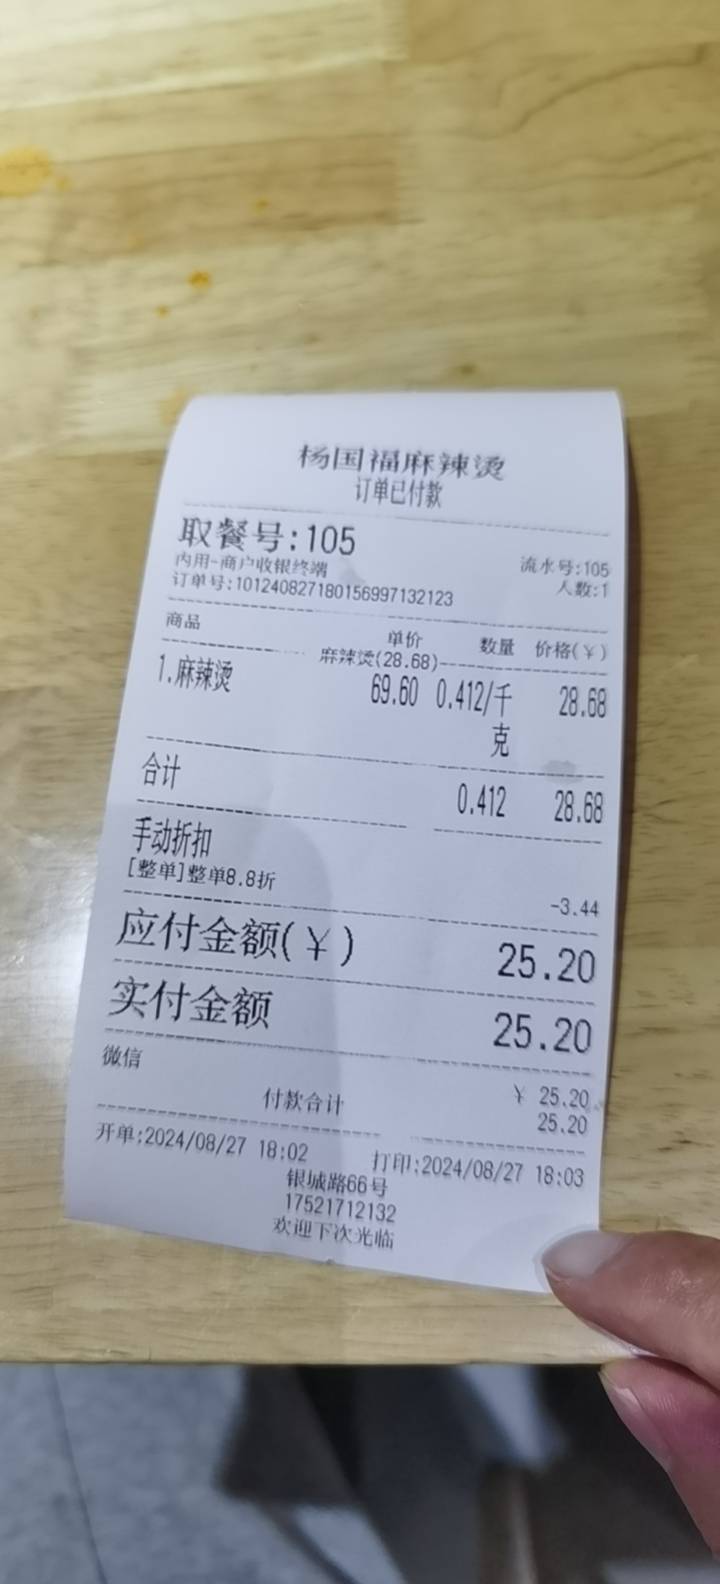 杨国福麻辣烫
订单已付款
取餐号:105
流水号:105
内用-商户收银终端
人数:1
订单号:101240827180156997132123
商品 单价 数量 价格(¥)
麻辣烫(28.68)
1.麻辣烫 69.60 0.412/千克 28.68
合计 0.412 28.68
手动折扣
[整单]整单8.8折 -3.44
应付金额(¥) 25.20
实付金额 25.20
微信 ¥ 25.20
付款合计 25.20
开单:2024/08/27 18:02 打印:2024/08/27 18:03
银城路66号
17521712132
欢迎下次光临